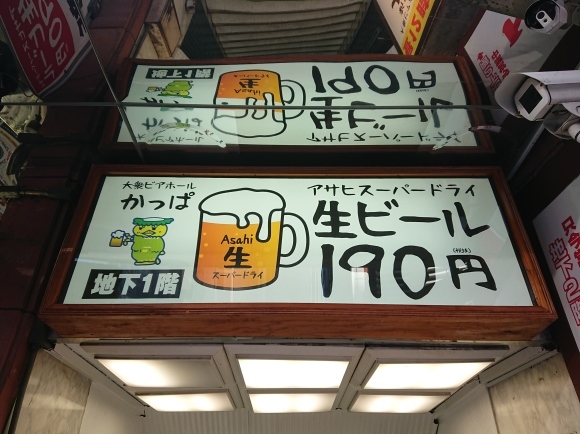 大衆ビアホール
かっぱ
地下1階
Asahi
生
スーパードライ
アサヒスーパードライ
生ビール
190円